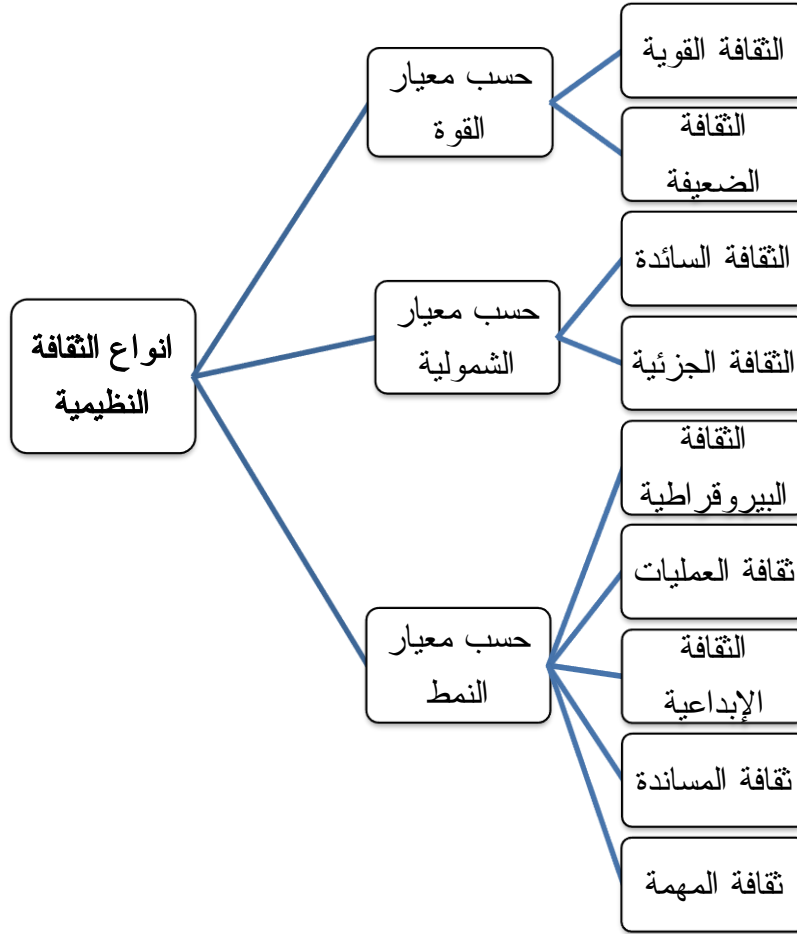 انواع الثقافة
النظيمية
حسب معيار
القوة
الثقافة القوية
الثقافة
الضعيفة
حسب معيار
الشمولية
الثقافة السائدة
الثقافة الجزئية
حسب معيار
النمط
الثقافة
البيروقراطية
ثقافة العمليات
الثقافة
الإبداعية
ثقافة المساندة
ثقافة المهمة